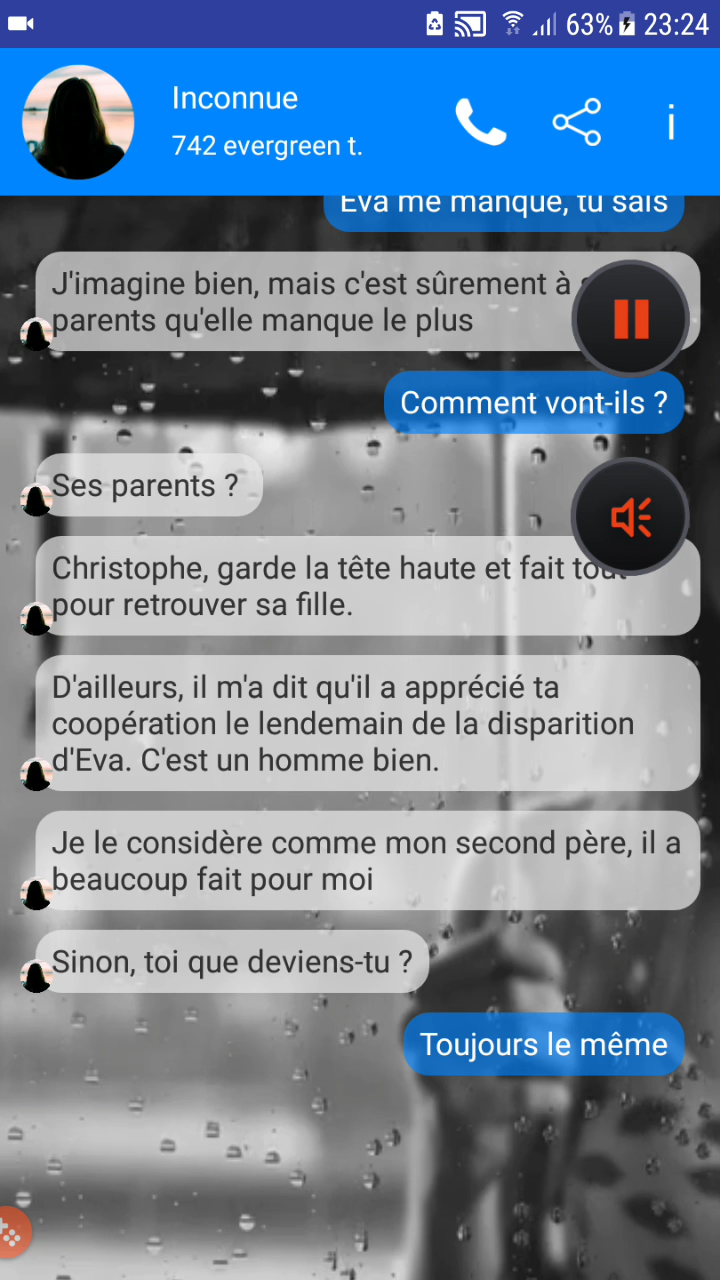 63% 23:24
Inconnue
742 evergreen t.
Eva me manque, tu sais
J'imagine bien, mais c'est sûrement à
parents qu'elle manque le plus
Comment vont-ils ?
Ses parents ?
Christophe, garde la tête haute et fait tout
pour retrouver sa fille.
D'ailleurs, il m'a dit qu'il a apprécié ta
coopération le lendemain de la disparition
d'Eva. C'est un homme bien.
Je le considère comme mon second père, il a
beaucoup fait pour moi
Sinon, toi que deviens-tu ?
Toujours le même